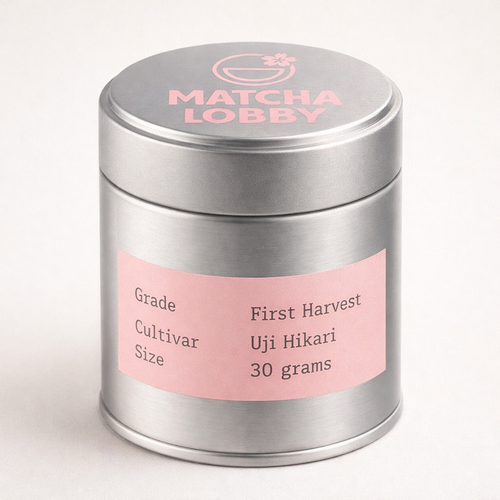 MATCHA
LOBBY
Grade First Harvest
Cultivar Uji Hikari
Size 30 grams